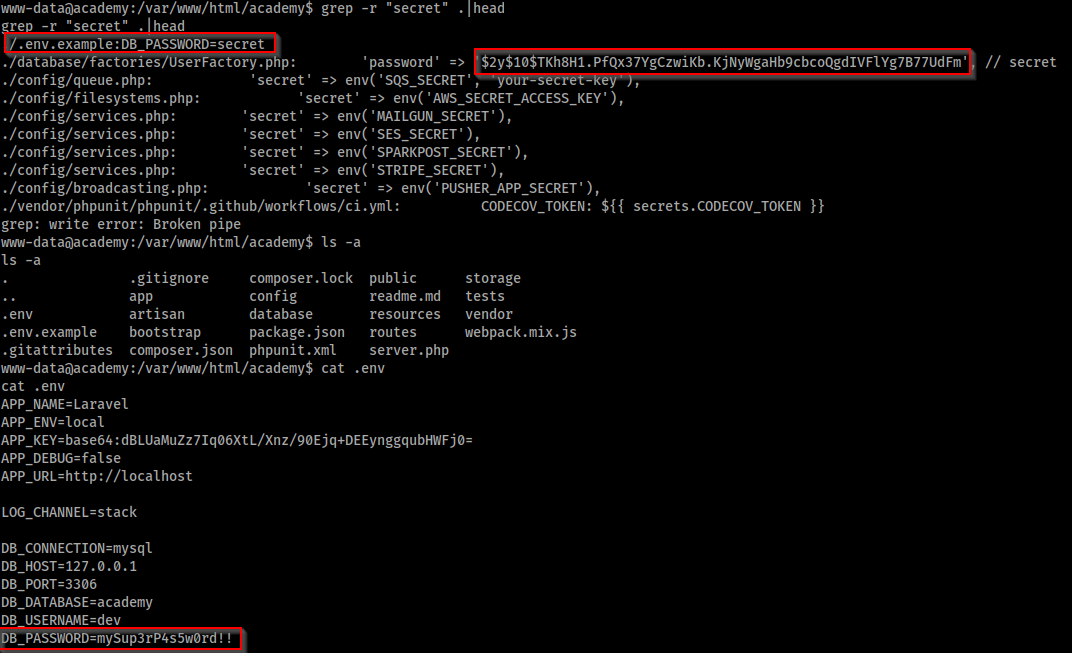 www-data@academy:/var/www/html/academy$ grep -r "secret" .|head
grep -r "secret" .|head
./.env.example:DB_PASSWORD=secret
./database/factories/UserFactory.php:        'password' => '$2y$10$TKh8H1.PfQx37YgCzwiKb.KjNyWgaHb9cbcoQgdIVFlYg7B77UdFm', // secret
./config/queue.php:            'secret' => env('SQS_SECRET', 'your-secret-key'),
./config/filesystems.php:            'secret' => env('AWS_SECRET_ACCESS_KEY'),
./config/services.php:        'secret' => env('MAILGUN_SECRET'),
./config/services.php:        'secret' => env('SES_SECRET'),
./config/services.php:        'secret' => env('SPARKPOST_SECRET'),
./config/services.php:        'secret' => env('STRIPE_SECRET'),
./config/broadcasting.php:            'secret' => env('PUSHER_APP_SECRET'),
./vendor/phpunit/phpunit/.github/workflows/ci.yml:          CODECOV_TOKEN: ${{ secrets.CODECOV_TOKEN }}
grep: write error: Broken pipe
www-data@academy:/var/www/html/academy$ ls -a
ls -a
.               .gitignore     composer.lock  public     storage
..              app            config         readme.md  tests
.env            artisan        database       resources  vendor
.env.example    bootstrap      package.json   routes     webpack.mix.js
.gitattributes  composer.json  phpunit.xml    server.php
www-data@academy:/var/www/html/academy$ cat .env
cat .env
APP_NAME=Laravel
APP_ENV=local
APP_KEY=base64:dBLUaMuZz7Iq06XtL/Xnz/90Ejq+DEEynggqubHWFj0=
APP_DEBUG=false
APP_URL=http://localhost
LOG_CHANNEL=stack
DB_CONNECTION=mysql
DB_HOST=127.0.0.1
DB_PORT=3306
DB_DATABASE=academy
DB_USERNAME=dev
DB_PASSWORD=mySup3rP4s5w0rd!!